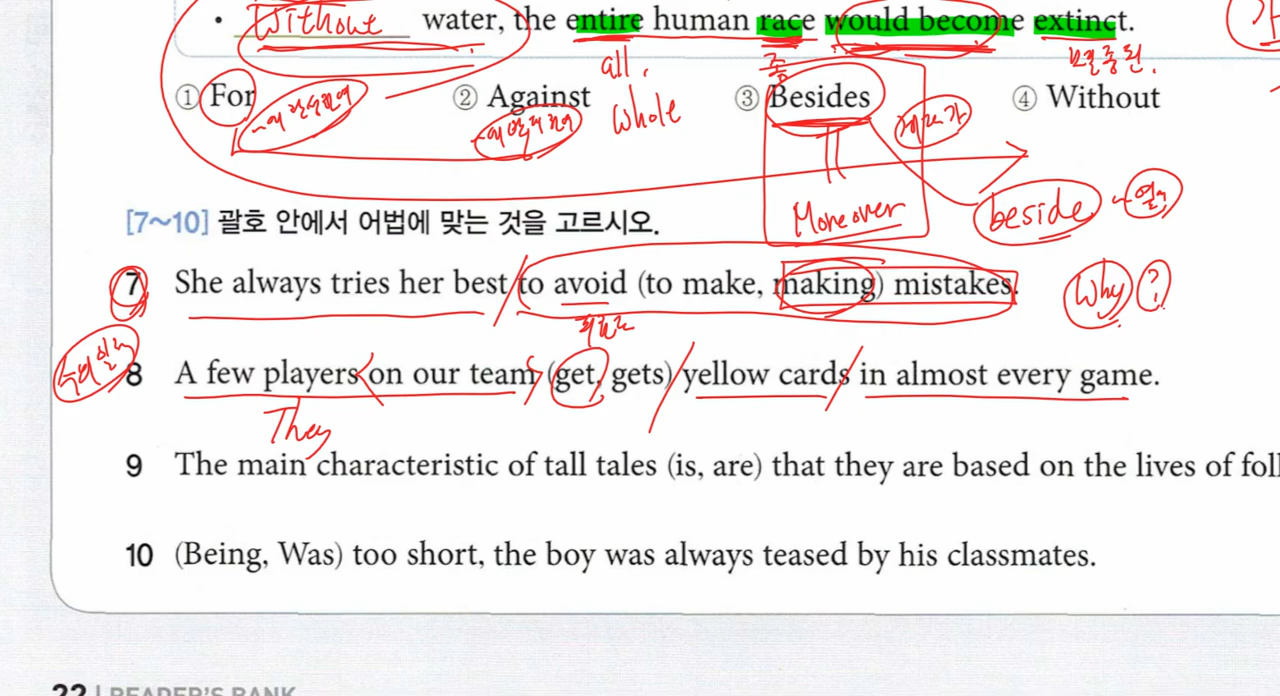 • Without water, the entire human race would become extinct.
all, 종 멸종된.
① For ② Against whole ③ Besides ④ Without
Moreover beside
[7~10] 괄호 안에서 어법에 맞는 것을 고르시오.
7 She always tries her best to avoid (to make, making) mistakes. Why ?
8 A few players on our team (get, gets) yellow cards in almost every game.
They
9 The main characteristic of tall tales (is, are) that they are based on the lives of
10 (Being, Was) too short, the boy was always teased by his classmates.
22 | READER'S BANK